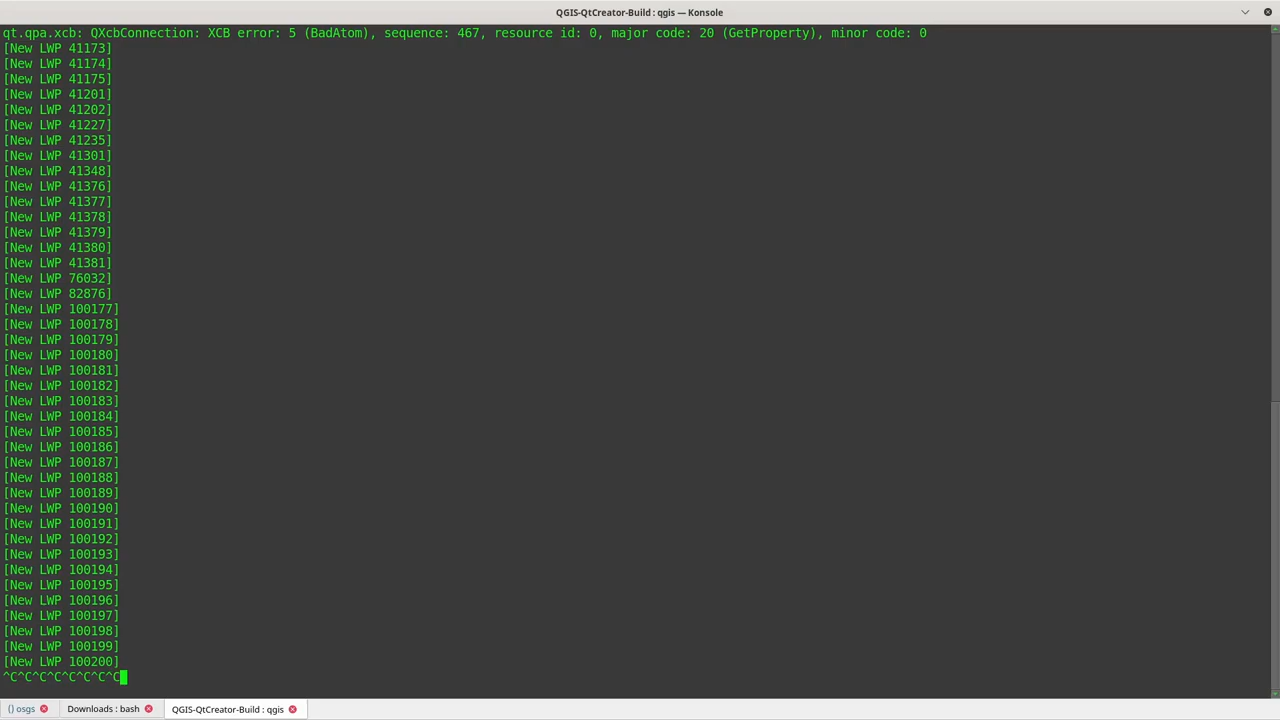 QGIS-QtCreator-Build : qgis — Konsole
qt.qpa.xcb: QXcbConnection: XCB error: 5 (BadAtom), sequence: 467, resource id: 0, major code: 20 (GetProperty), minor code: 0
[New LWP 41173]
[New LWP 41174]
[New LWP 41175]
[New LWP 41201]
[New LWP 41202]
[New LWP 41227]
[New LWP 41235]
[New LWP 41301]
[New LWP 41348]
[New LWP 41376]
[New LWP 41377]
[New LWP 41378]
[New LWP 41379]
[New LWP 41380]
[New LWP 41381]
[New LWP 76032]
[New LWP 82876]
[New LWP 100177]
[New LWP 100178]
[New LWP 100179]
[New LWP 100180]
[New LWP 100181]
[New LWP 100182]
[New LWP 100183]
[New LWP 100184]
[New LWP 100185]
[New LWP 100186]
[New LWP 100187]
[New LWP 100188]
[New LWP 100189]
[New LWP 100190]
[New LWP 100191]
[New LWP 100192]
[New LWP 100193]
[New LWP 100194]
[New LWP 100195]
[New LWP 100196]
[New LWP 100197]
[New LWP 100198]
[New LWP 100199]
[New LWP 100200]
^C^C^C^C^C^C^C^C
() osgs Downloads : bash QGIS-QtCreator-Build : qgis